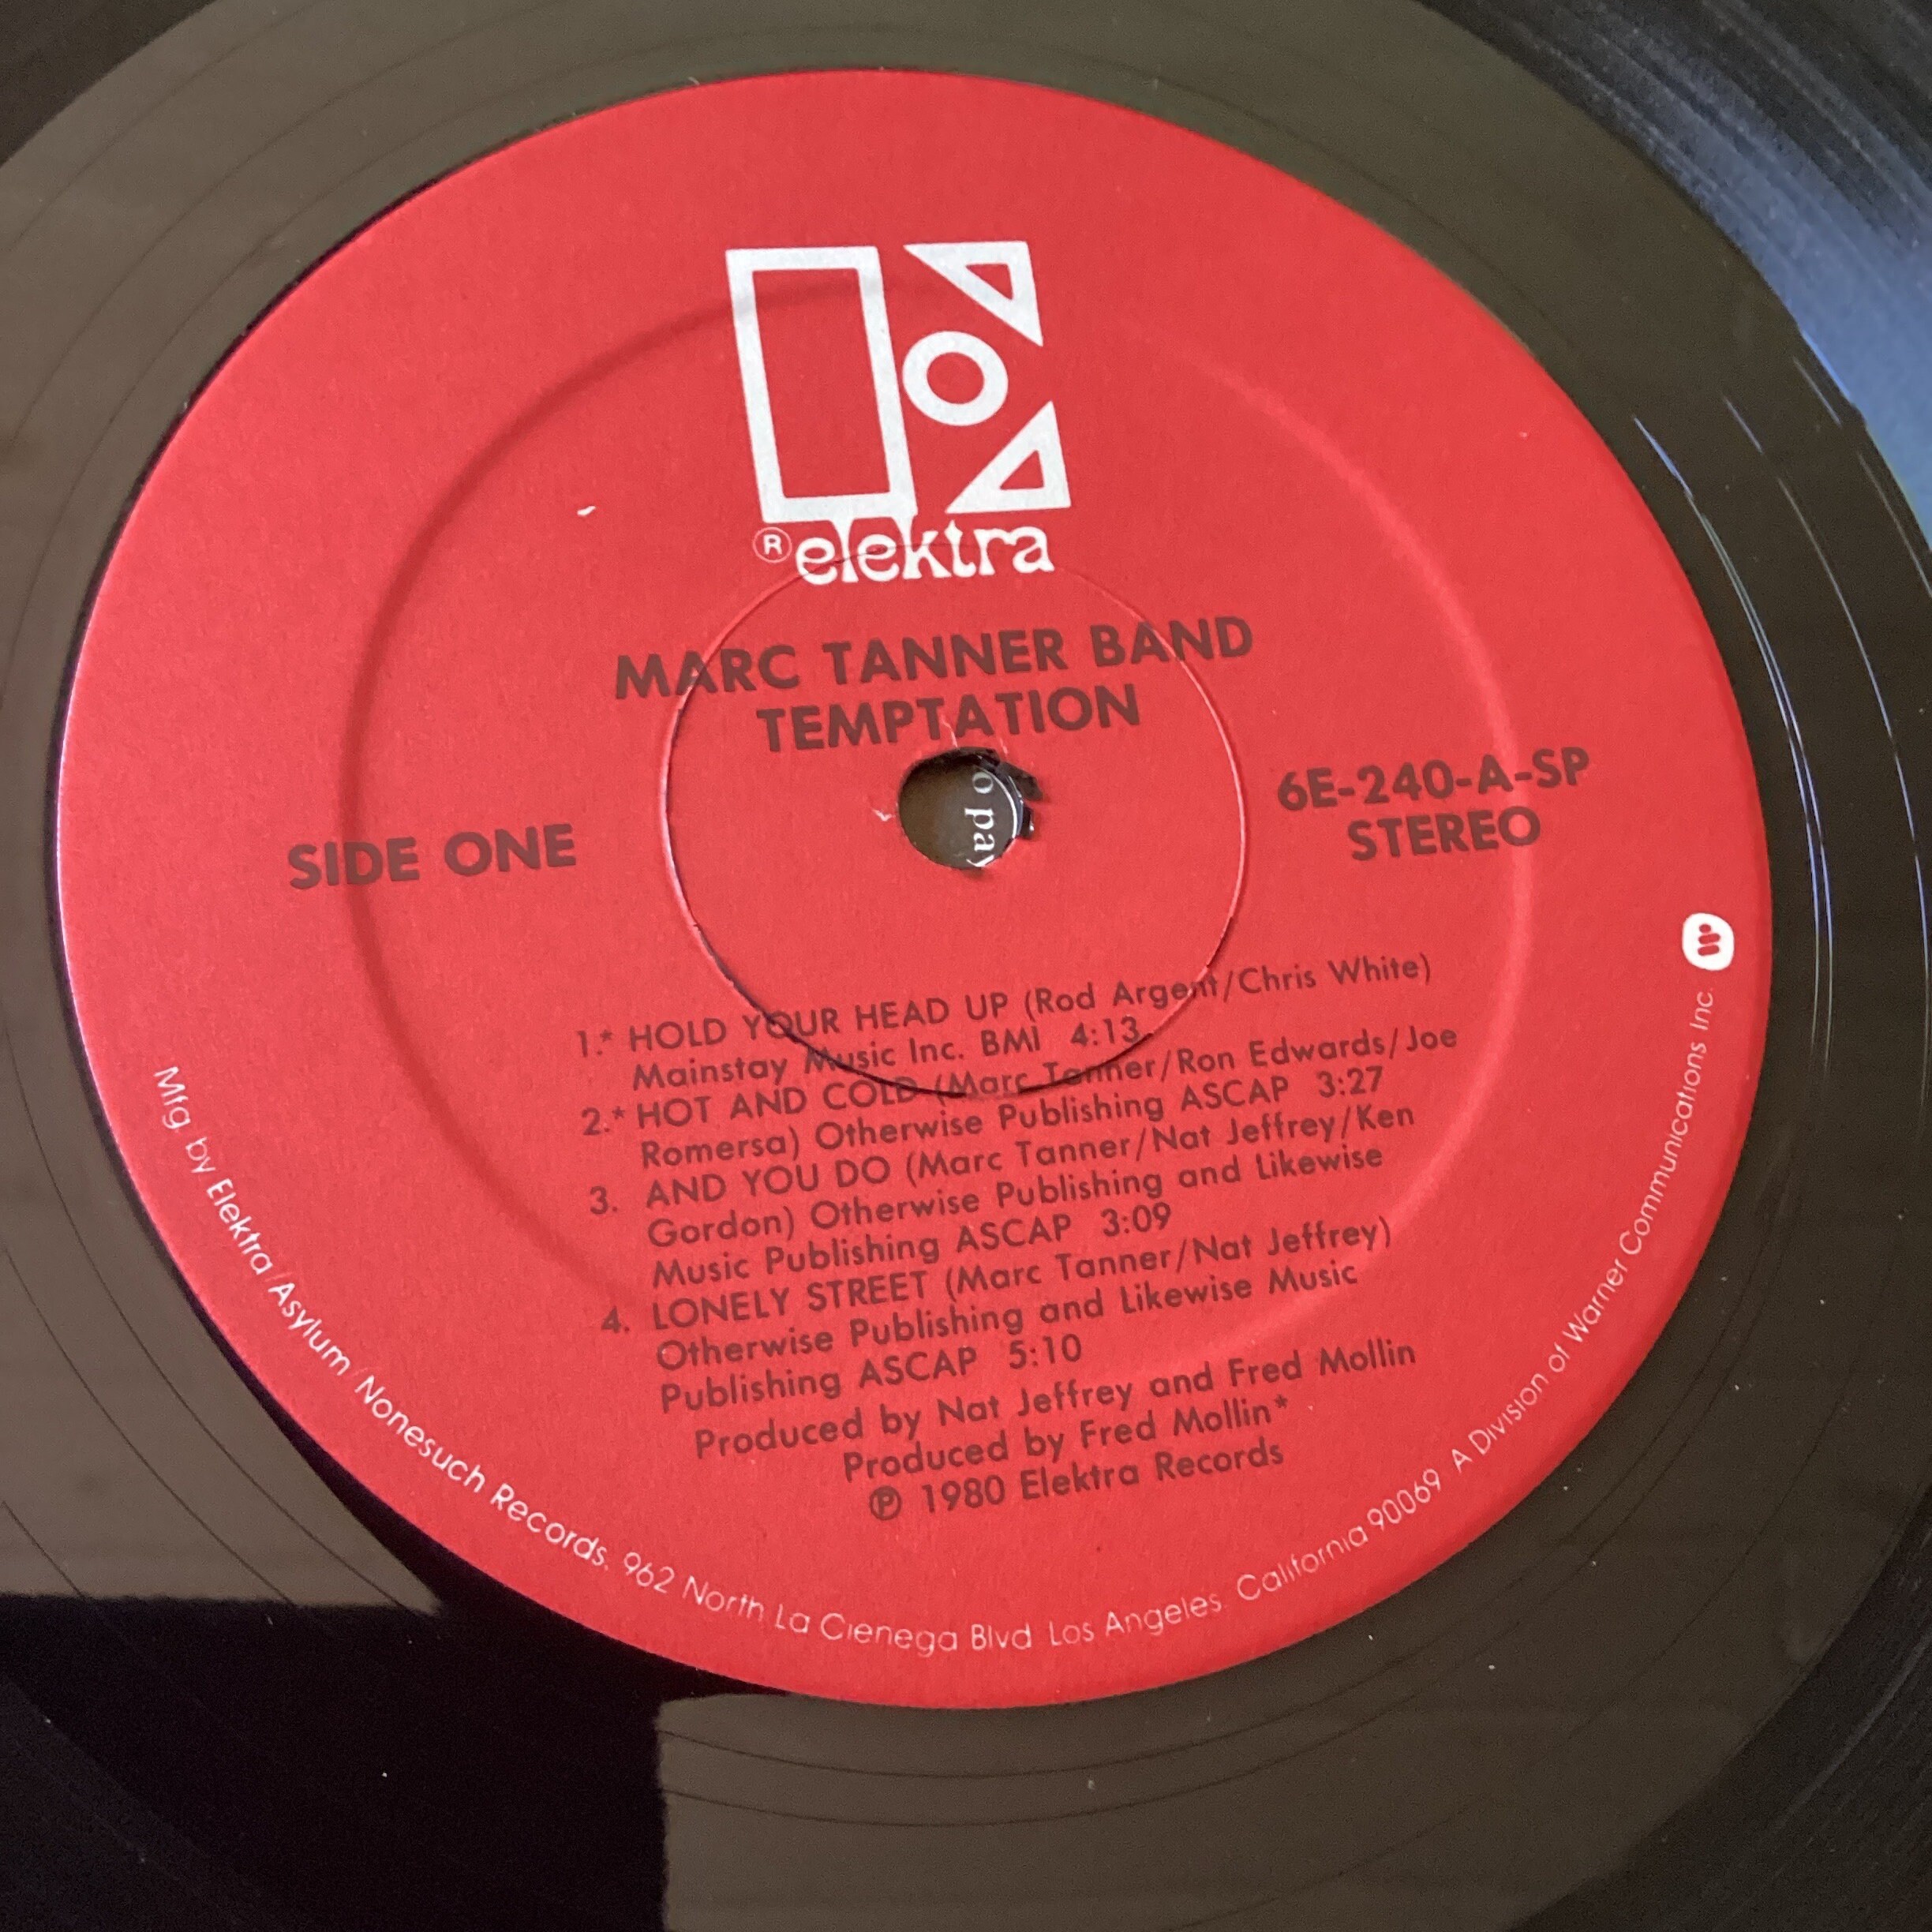 ® elektra
MARC TANNER BAND
TEMPTATION
o pay
SIDE ONE
6E-240-A-SP
STEREO
1.* HOLD YOUR HEAD UP (Rod Argent/Chris White)
Mainstay Music Inc. BMI 4:13
2.* HOT AND COLD (Marc Tanner/Ron Edwards/Joe
Romersa) Otherwise Publishing ASCAP 3:27
3. AND YOU DO (Marc Tanner/Nat Jeffrey/Ken
Gordon) Otherwise Publishing and Likewise
Music Publishing ASCAP 3:09
4. LONELY STREET (Marc Tanner/Nat Jeffrey)
Otherwise Publishing and Likewise Music
Publishing ASCAP 5:10
Produced by Nat Jeffrey and Fred Mollin
Produced by Fred Mollin*
℗ 1980 Elektra Records
Mfg. by Elektra/Asylum/Nonesuch Records, 962 North La Cienega Blvd Los Angeles, California 90069 A Division of Warner Communications Inc.